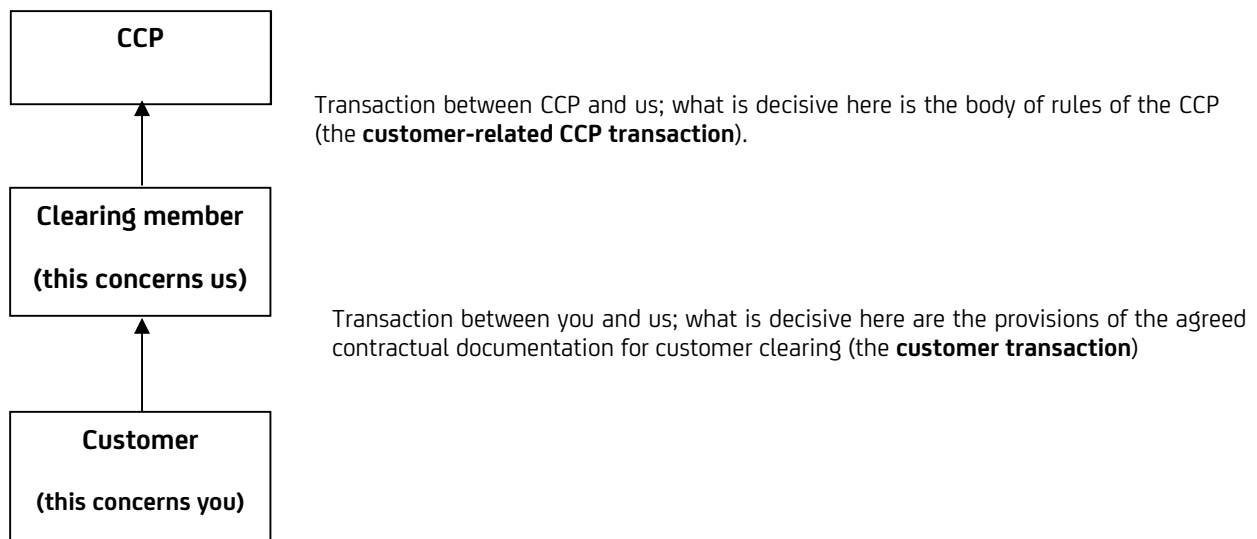 CCP
Transaction between CCP and us; what is decisive here is the body of rules of the CCP
(the customer-related CCP transaction).
Clearing member
(this concerns us)
Transaction between you and us; what is decisive here are the provisions of the agreed
contractual documentation for customer clearing (the customer transaction)
Customer
(this concerns you)